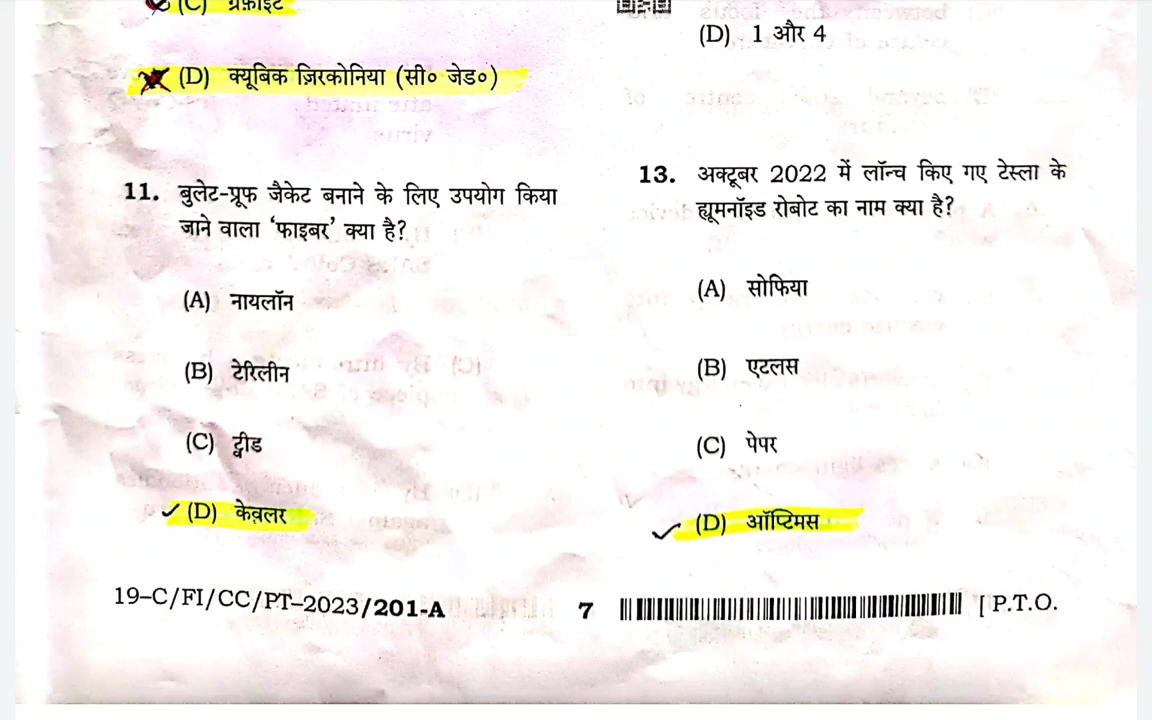 (C) ग्रेफ़ाइट
(D) क्यूबिक ज़िरकोनिया (सी० जेड०)
11. बुलेट-प्रूफ जैकेट बनाने के लिए उपयोग किया
जाने वाला ‘फाइबर’ क्या है?
(A) नायलॉन
(B) टेरिलीन
(C) ट्वीड
(D) केव़लर
19–C/FI/CC/PT–2023/201-A
(D) 1 और 4
13. अक्टूबर 2022 में लॉन्च किए गए टेस्ला के
ह्यूमनॉइड रोबोट का नाम क्या है?
(A) सोफिया
(B) एटलस
(C) पेपर
(D) ऑप्टिमस
7
[ P.T.O.